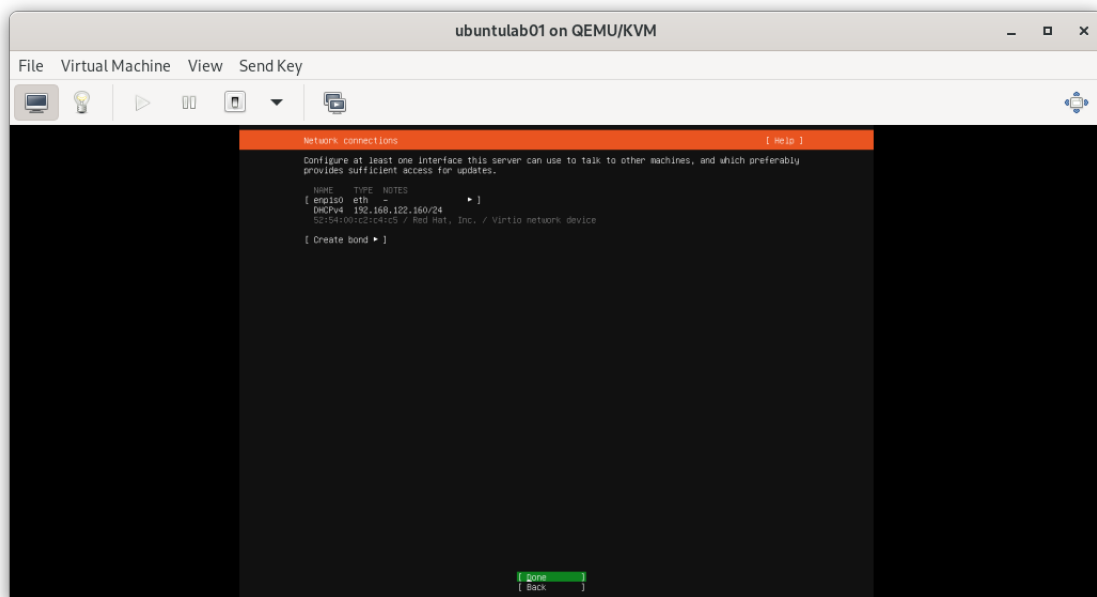 ubuntulab01 on QEMU/KVM
File Virtual Machine View Send Key
Network connections [ Help ]
Configure at least one interface this server can use to talk to other machines, and which preferably
provides sufficient access for updates.
NAME TYPE NOTES
[ enp1s0 eth - ▸ ]
DHCPv4 192.168.122.160/24
52:54:00:c2:c4:c5 / Red Hat, Inc. / Virtio network device
[ Create bond ▸ ]
[ Done ]
[ Back ]